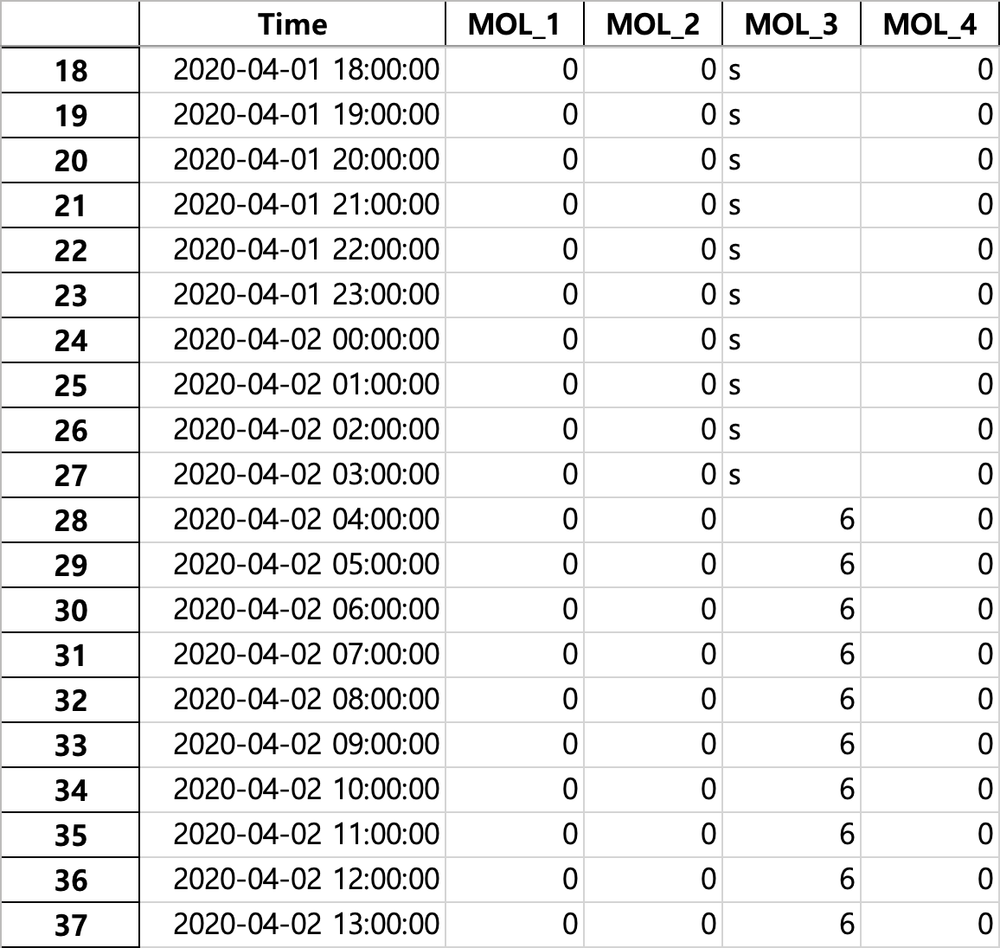 Time MOL_1 MOL_2 MOL_3 MOL_4
18 2020-04-01 18:00:00 0 0 s 0
19 2020-04-01 19:00:00 0 0 s 0
20 2020-04-01 20:00:00 0 0 s 0
21 2020-04-01 21:00:00 0 0 s 0
22 2020-04-01 22:00:00 0 0 s 0
23 2020-04-01 23:00:00 0 0 s 0
24 2020-04-02 00:00:00 0 0 s 0
25 2020-04-02 01:00:00 0 0 s 0
26 2020-04-02 02:00:00 0 0 s 0
27 2020-04-02 03:00:00 0 0 s 0
28 2020-04-02 04:00:00 0 0 6 0
29 2020-04-02 05:00:00 0 0 6 0
30 2020-04-02 06:00:00 0 0 6 0
31 2020-04-02 07:00:00 0 0 6 0
32 2020-04-02 08:00:00 0 0 6 0
33 2020-04-02 09:00:00 0 0 6 0
34 2020-04-02 10:00:00 0 0 6 0
35 2020-04-02 11:00:00 0 0 6 0
36 2020-04-02 12:00:00 0 0 6 0
37 2020-04-02 13:00:00 0 0 6 0